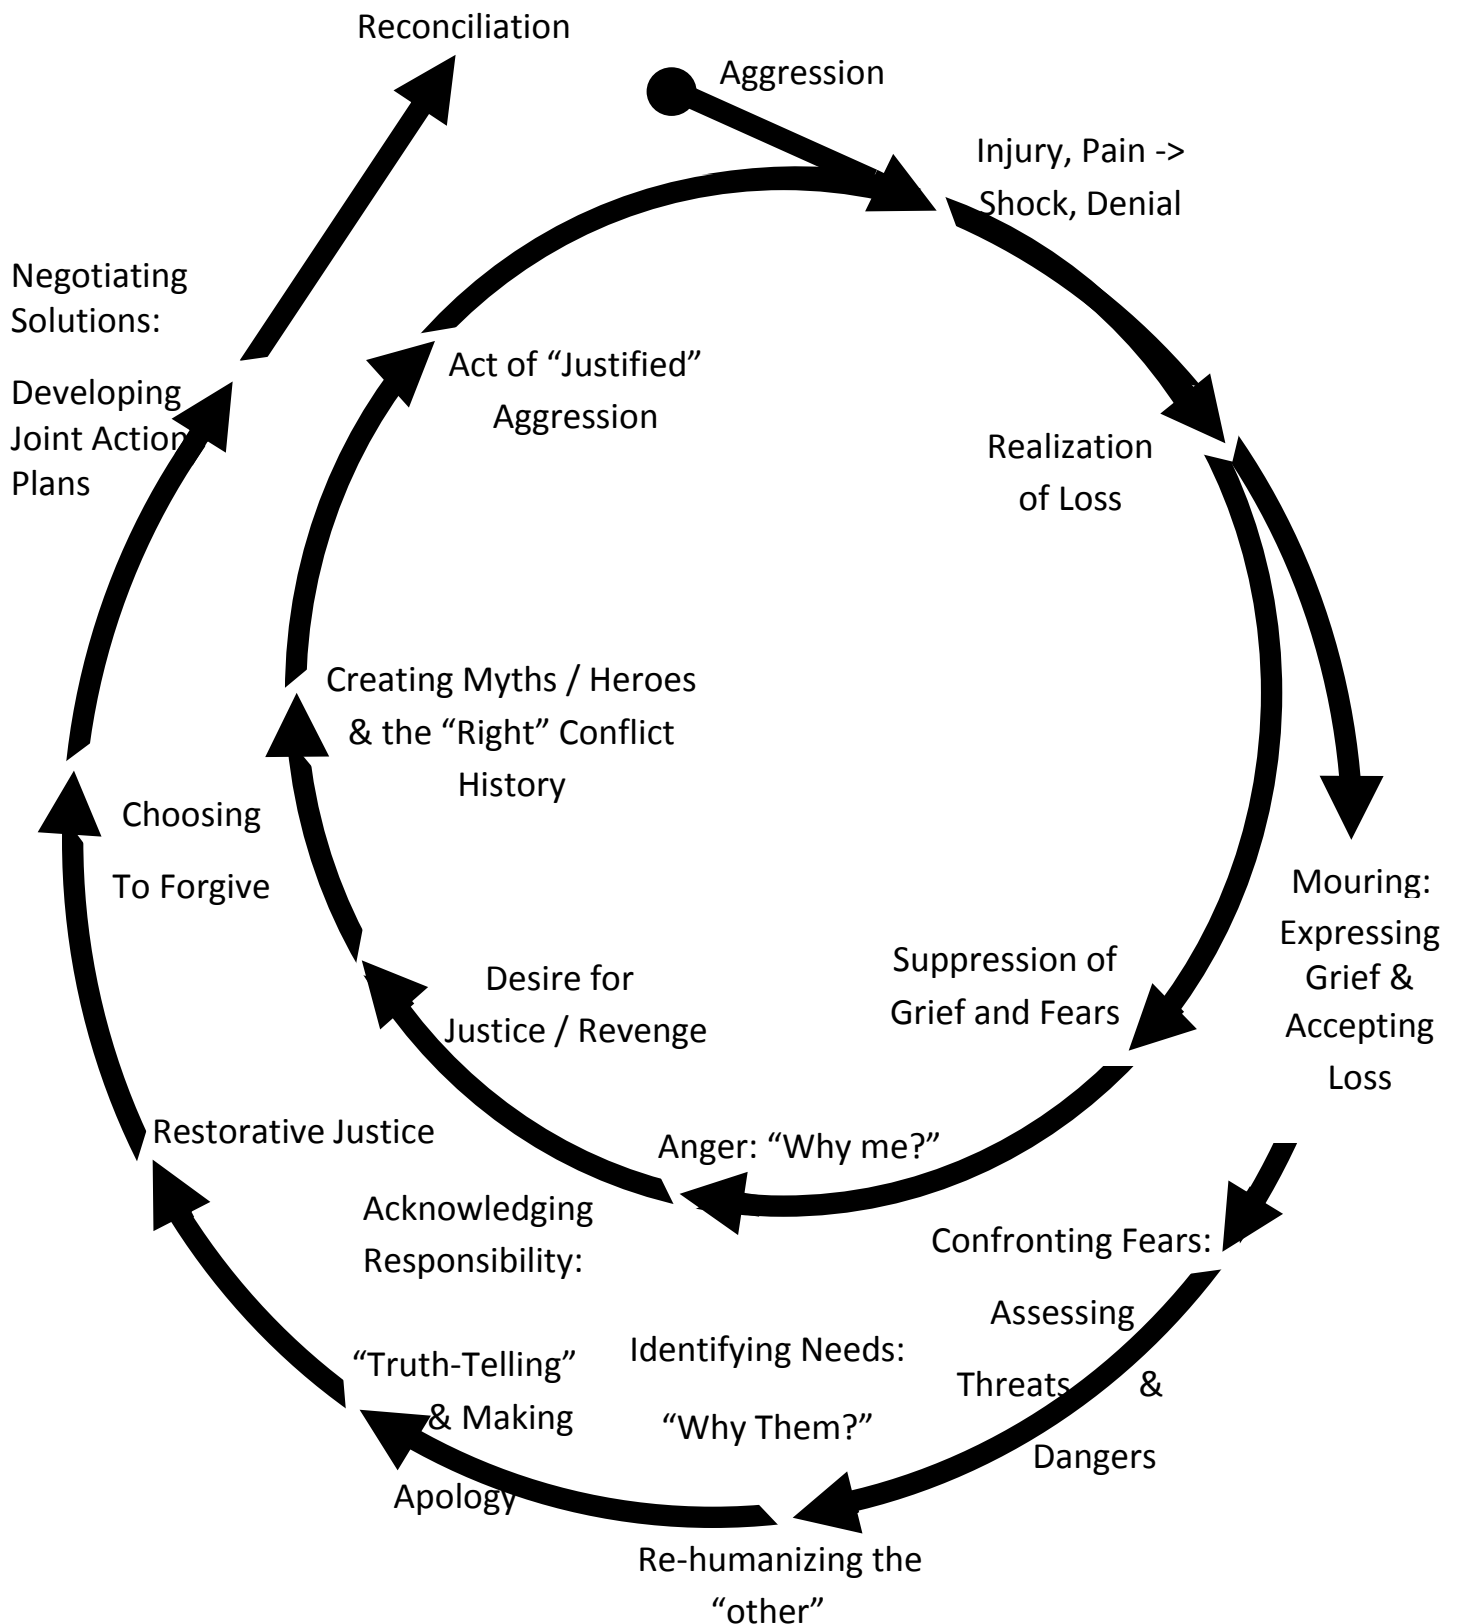 Reconciliation
Aggression
Injury, Pain ->
Shock, Denial
Negotiating
Solutions:
Developing
Joint Action
Plans
Act of “Justified”
Aggression
Realization
of Loss
Creating Myths / Heroes
& the “Right” Conflict
History
Choosing
To Forgive
Mouring:
Expressing
Grief &
Accepting
Loss
Suppression of
Grief and Fears
Desire for
Justice / Revenge
Restorative Justice
Anger: “Why me?”
Acknowledging
Responsibility:
“Truth-Telling”
& Making
Apology
Identifying Needs:
“Why Them?”
Confronting Fears:
Assessing
Threats &
Dangers
Re-humanizing the
“other”